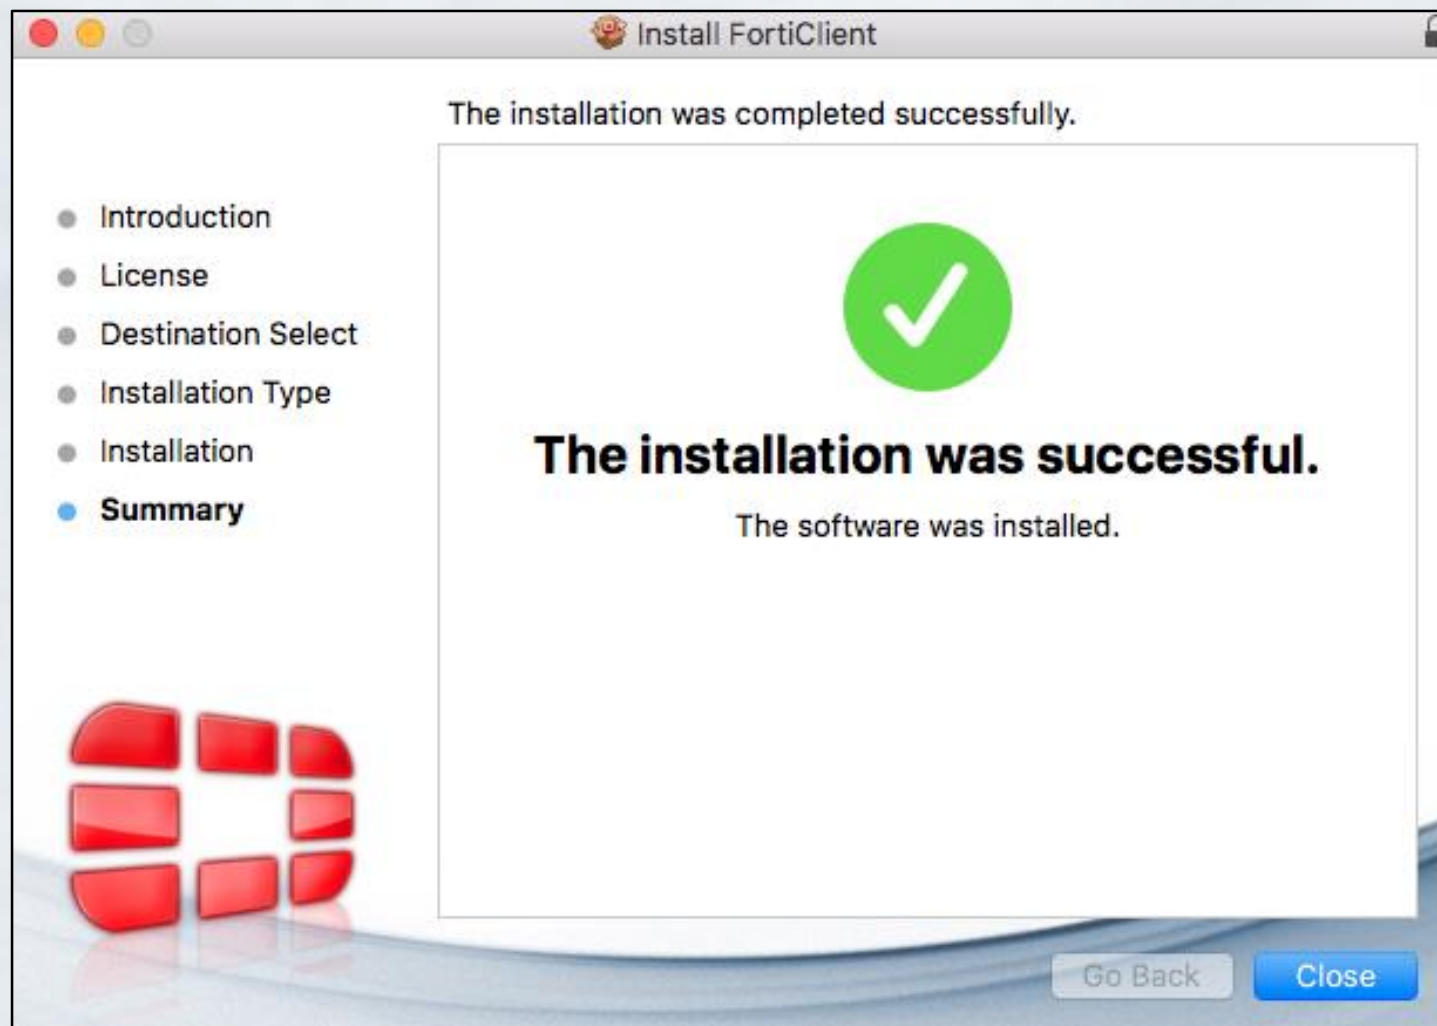 Install FortiClient
The installation was completed successfully.
Introduction
License
Destination Select
Installation Type
Installation
Summary
The installation was successful.
The software was installed.
Go Back
Close